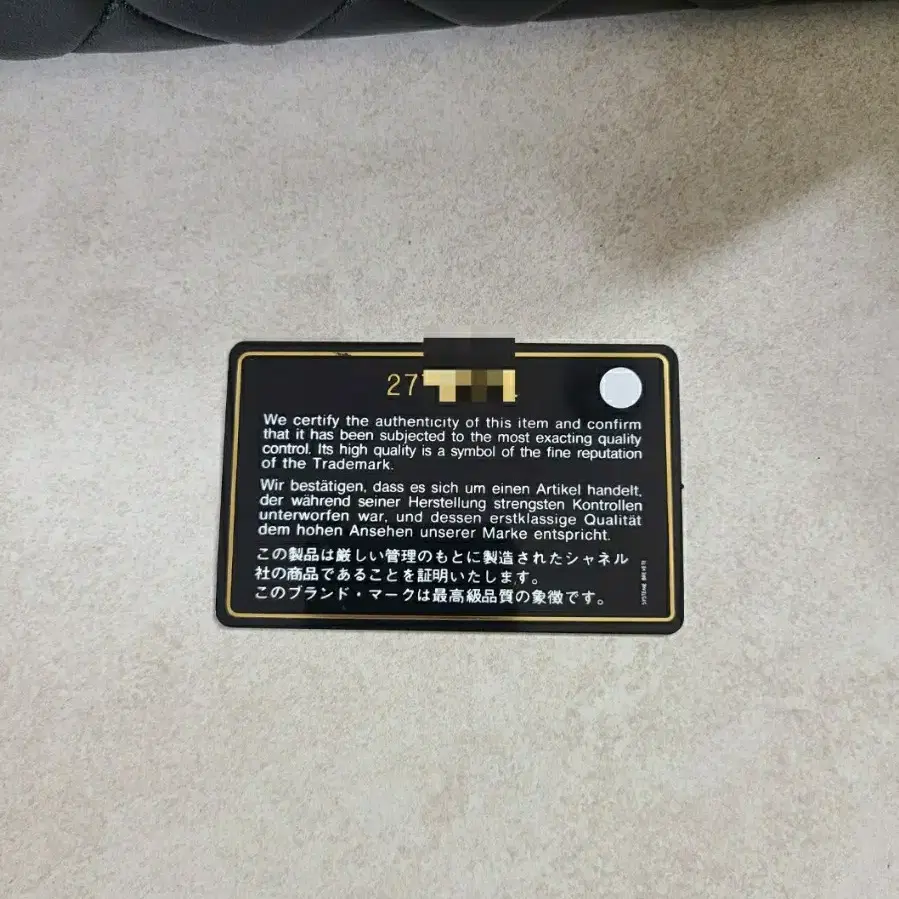 27
We certify the authenticity of this item and confirm
that it has been subjected to the most exacting quality
control. Its high quality is a symbol of the fine reputation
of the Trademark.
Wir bestätigen, dass es sich um einen Artikel handelt,
der während seiner Herstellung strengsten Kontrollen
unterworfen war, und dessen erstklassige Qualität
dem hohen Ansehen unserer Marke entspricht.
この製品は厳しい管理のもとに製造されたシャネル
社の商品であることを証明いたします。
このブランド・マークは最高級品質の象徴です。